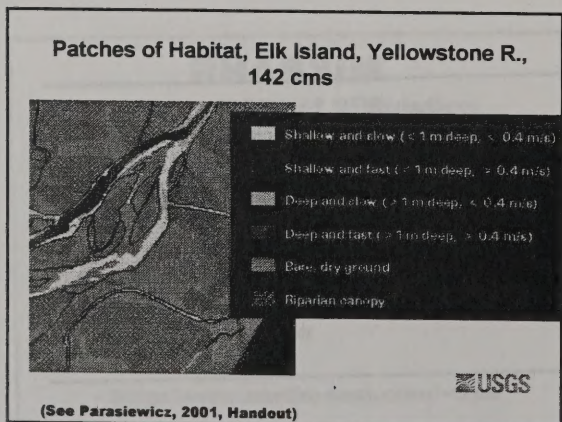 Patches of Habitat, Elk Island, Yellowstone R.,
142 cms
Shallow and slow (< 1 m deep, < 0.4 m/s)
Shallow and fast (< 1 m deep, > 0.4 m/s)
Deep and slow (> 1 m deep, < 0.4 m/s)
Deep and fast (> 1 m deep, > 0.4 m/s)
Bare, dry ground
Riparian canopy
USGS
(See Parasiewicz, 2001, Handout)